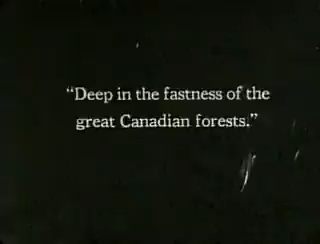 “Deep in the fastness of the
great Canadian forests.”